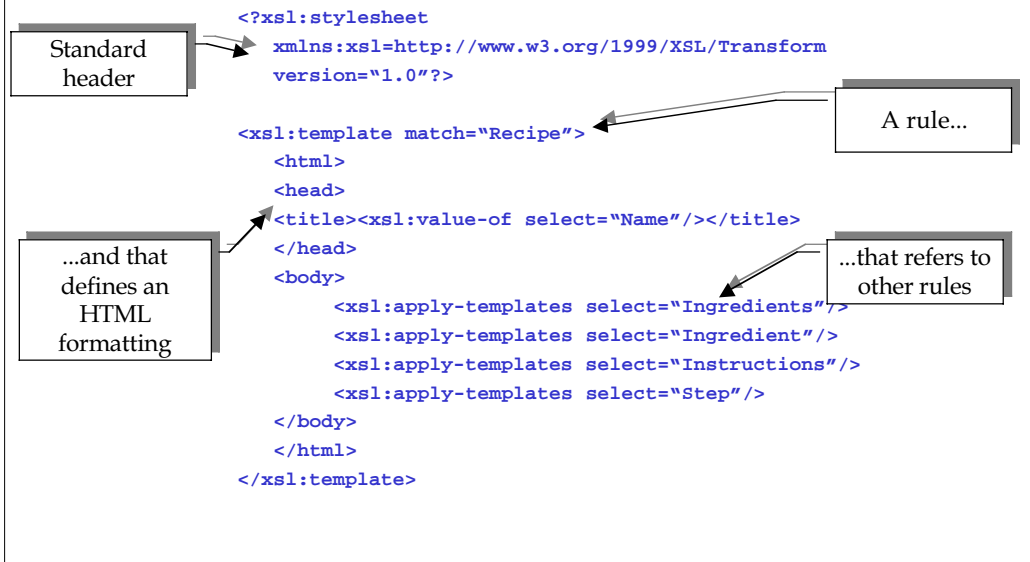 <?xsl:stylesheet
xmlns:xsl=http://www.w3.org/1999/XSL/Transform
version=“1.0”?>
Standard
header
<xsl:template match=“Recipe”>
A rule...
<html>
<head>
<title><xsl:value-of select=“Name”/></title>
</head>
<body>
...and that
defines an
HTML
formatting
...that refers to
other rules
<xsl:apply-templates select=“Ingredients”/>
<xsl:apply-templates select=“Ingredient”/>
<xsl:apply-templates select=“Instructions”/>
<xsl:apply-templates select=“Step”/>
</body>
</html>
</xsl:template>